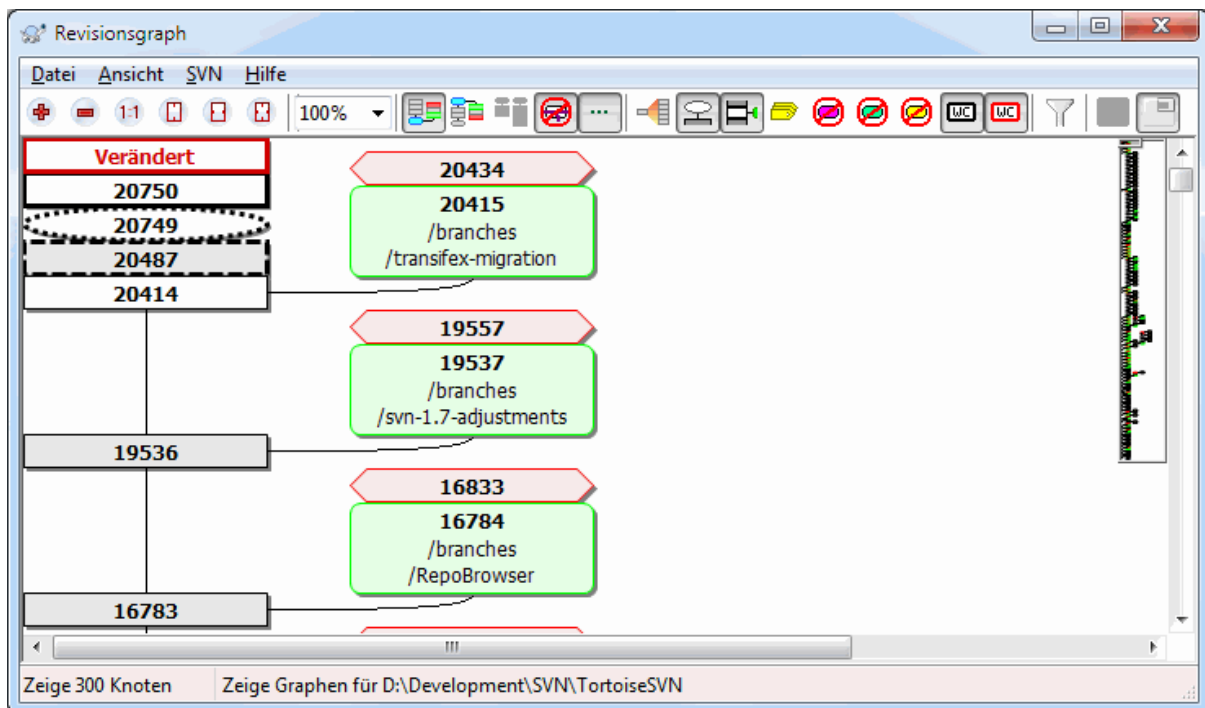 Revisionsgraph
Datei Ansicht SVN Hilfe
1:1 100% WC WC
Verändert
20750
20749
20487
20414
20434
20415
/branches
/transifex-migration
19557
19537
/branches
/svn-1.7-adjustments
19536
16833
16784
/branches
/RepoBrowser
16783
Zeige 300 Knoten Zeige Graphen für D:\Development\SVN\TortoiseSVN